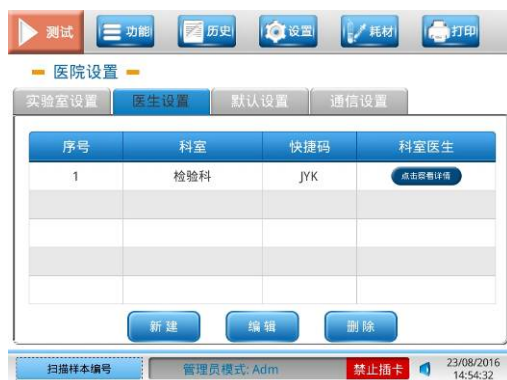 测试 功能 历史 设置 耗材 打印
医院设置
实验室设置 医生设置 默认设置 通信设置
序号 科室 快捷码 科室医生
1 检验科 JYK 点击查看详情
新建 编辑 删除
扫描样本编号 管理员模式: Adm 禁止插卡 23/08/2016
14:54:32